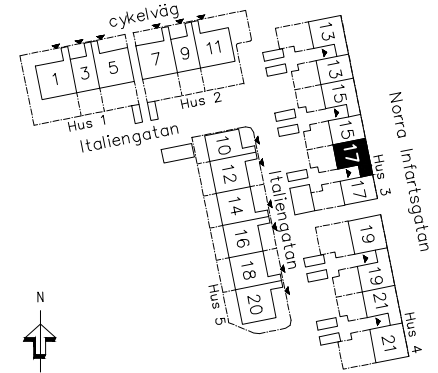 cykelväg
1
3
5
7
9
11
Hus 1
Hus 2
Italiengatan
13
13
15
15
17
17
Hus 3
Norra Infartsgatan
10
12
14
16
18
20
Italiengatan
Hus 5
19
19
21
21
Hus 4
N